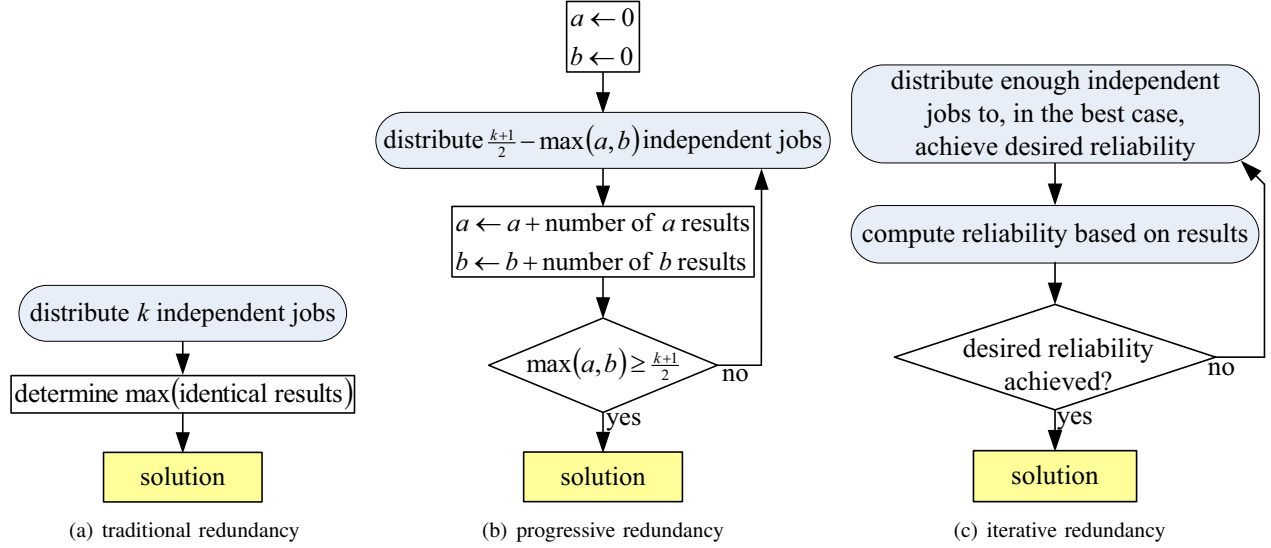 distribute k independent jobs
determine max(identical results)
solution
(a) traditional redundancy
a ← 0
b ← 0
distribute \frac{k+1}{2} − max(a, b) independent jobs
a ← a + number of a results
b ← b + number of b results
max(a, b) ≥ \frac{k+1}{2}
no
yes
solution
(b) progressive redundancy
distribute enough independent
jobs to, in the best case,
achieve desired reliability
compute reliability based on results
desired reliability
achieved?
no
yes
solution
(c) iterative redundancy